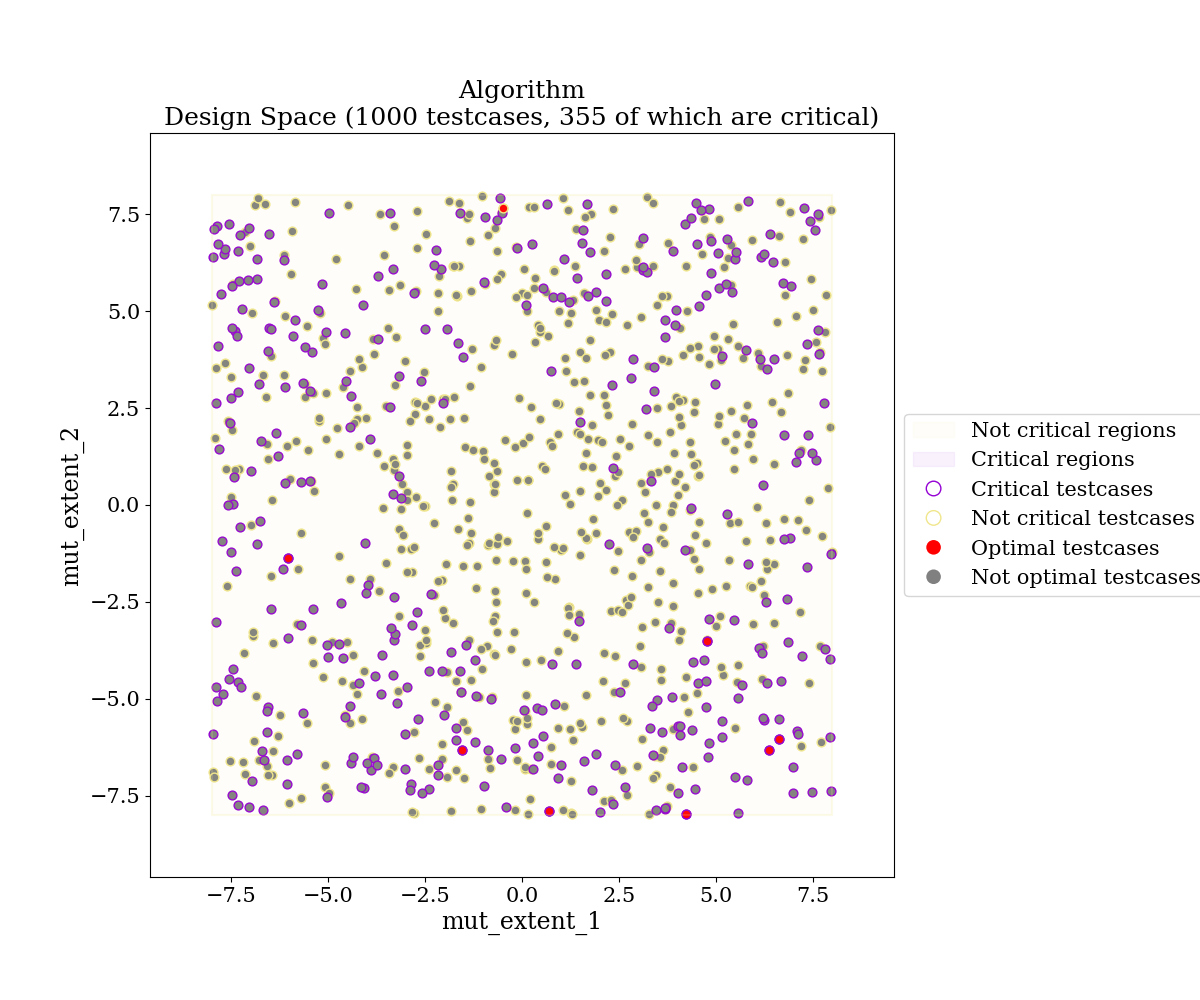 Algorithm
Design Space (1000 testcases, 355 of which are critical)
mut_extent_2
7.5
5.0
2.5
0.0
−2.5
−5.0
−7.5
−7.5
−5.0
−2.5
0.0
2.5
5.0
7.5
mut_extent_1
Not critical regions
Critical regions
Critical testcases
Not critical testcases
Optimal testcases
Not optimal testcases